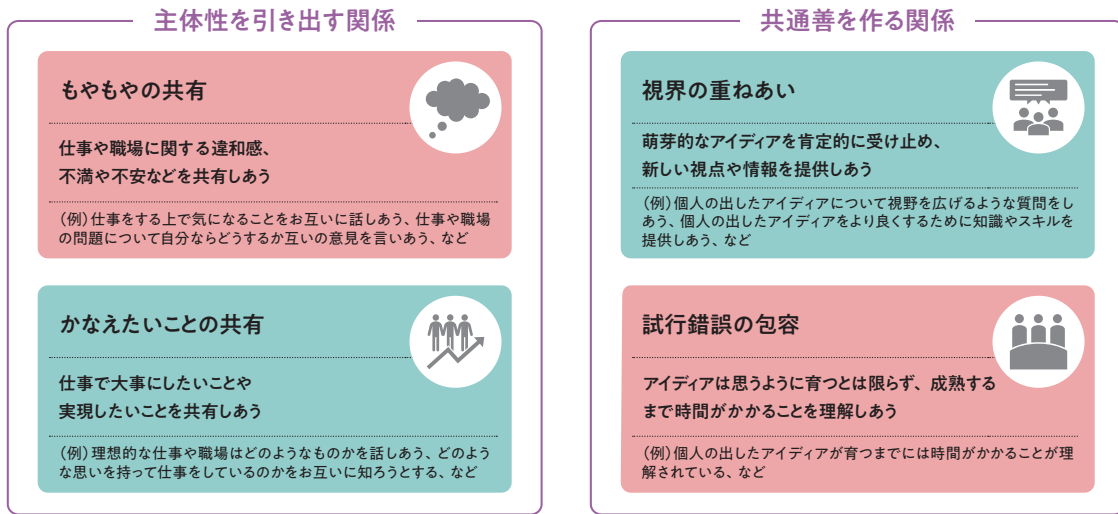 主体性を引き出す関係
もやもやの共有
仕事や職場に関する違和感、
不満や不安などを共有しあう
（例）仕事をする上で気になることをお互いに話しあう、仕事や職場
の問題について自分ならどうするか互いの意見を言いあう、など
かなえたいことの共有
仕事で大事にしたいことや
実現したいことを共有しあう
（例）理想的な仕事や職場はどのようなものかを話しあう、どのよう
な思いを持って仕事をしているのかをお互いに知ろうとする、など
共通善を作る関係
視界の重ねあい
萌芽的なアイディアを肯定的に受け止め、
新しい視点や情報を提供しあう
（例）個人の出したアイディアについて視野を広げるような質問をし
あう、個人の出したアイディアをより良くするために知識やスキルを
提供しあう、など
試行錯誤の包容
アイディアは思うように育つとは限らず、成熟する
まで時間がかかることを理解しあう
（例）個人の出したアイディアが育つまでには時間がかかることが理
解されている、など